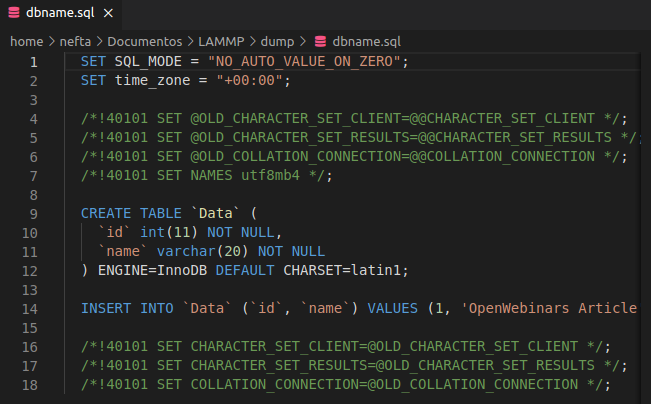 dbname.sql ×
home > nefta > Documentos > LAMMP > dump > dbname.sql
1 SET SQL_MODE = "NO_AUTO_VALUE_ON_ZERO";
2 SET time_zone = "+00:00";
3
4 /*!40101 SET @OLD_CHARACTER_SET_CLIENT=@@CHARACTER_SET_CLIENT */;
5 /*!40101 SET @OLD_CHARACTER_SET_RESULTS=@@CHARACTER_SET_RESULTS */;
6 /*!40101 SET @OLD_COLLATION_CONNECTION=@@COLLATION_CONNECTION */;
7 /*!40101 SET NAMES utf8mb4 */;
8
9 CREATE TABLE `Data` (
10 `id` int(11) NOT NULL,
11 `name` varchar(20) NOT NULL
12 ) ENGINE=InnoDB DEFAULT CHARSET=latin1;
13
14 INSERT INTO `Data` (`id`, `name`) VALUES (1, 'OpenWebinars Article
15
16 /*!40101 SET CHARACTER_SET_CLIENT=@OLD_CHARACTER_SET_CLIENT */;
17 /*!40101 SET CHARACTER_SET_RESULTS=@OLD_CHARACTER_SET_RESULTS */;
18 /*!40101 SET COLLATION_CONNECTION=@OLD_COLLATION_CONNECTION */;